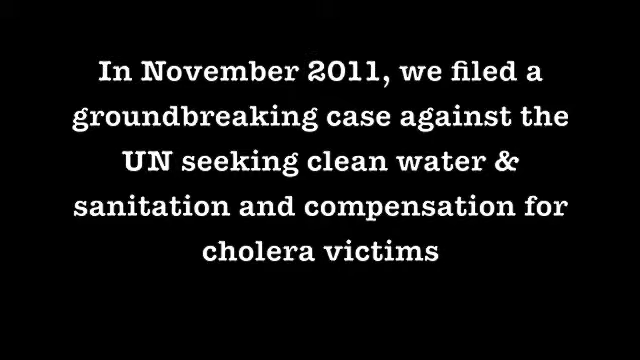 In November 2011, we filed a
groundbreaking case against the
UN seeking clean water &
sanitation and compensation for
cholera victims